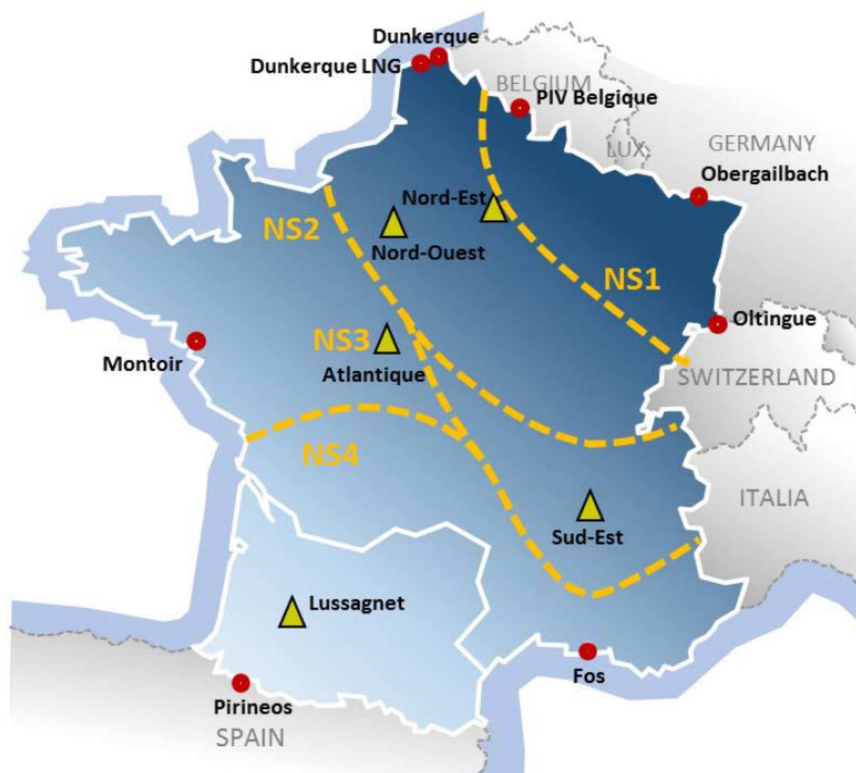 Dunkerque
Dunkerque LNG
BELGIUM
PIV Belgique
LUX
GERMANY
Obergailbach
Nord-Est
NS2
Nord-Ouest
NS1
Oltingue
NS3
Montoir
Atlantique
SWITZERLAND
NS4
ITALIA
Sud-Est
Lussagnet
Fos
Pirineos
SPAIN